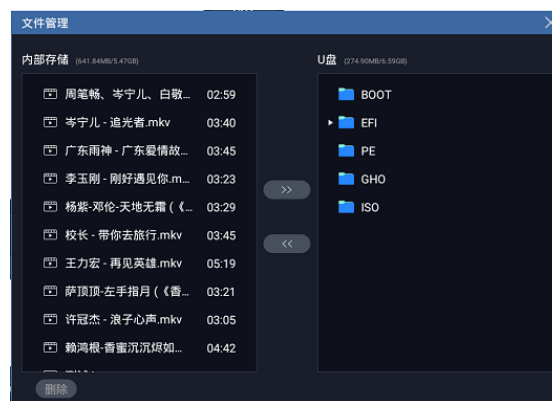 文件管理
内部存储 (641.84MB/5.47GB)
周笔畅、岑宁儿、白敬... 02:59
岑宁儿 - 追光者.mkv 03:40
广东雨神 - 广东爱情故... 03:45
李玉刚 - 刚好遇见你.m... 03:23
杨紫-邓伦-天地无霜 (《... 03:29
校长 - 带你去旅行.mkv 03:45
王力宏 - 再见英雄.mkv 05:19
萨顶顶-左手指月 (《香... 03:21
许冠杰 - 浪子心声.mkv 03:05
赖鸿根-香蜜沉沉烬如... 04:42
删除
>>
<<
U盘 (274.90MB/6.59GB)
BOOT
EFI
PE
GHO
ISO